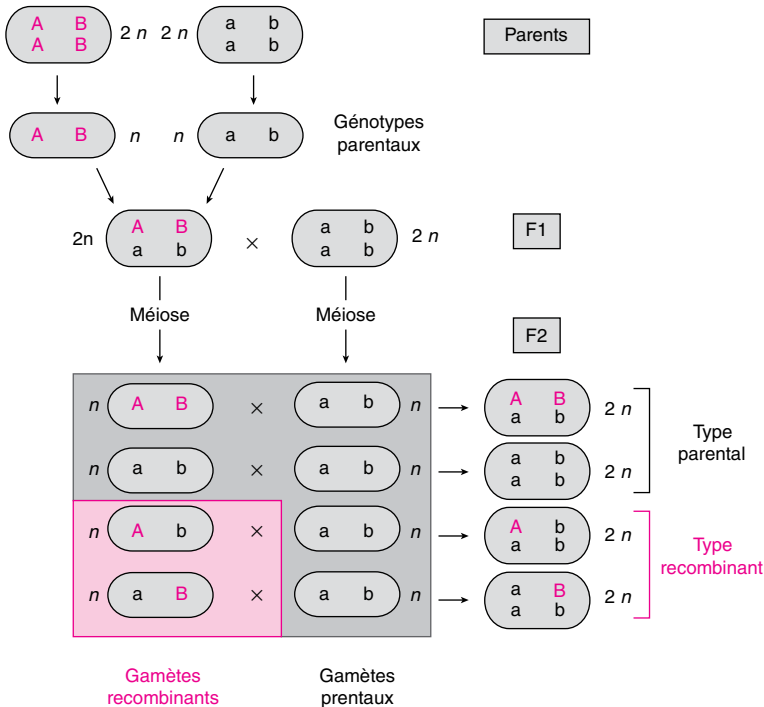 A B
A B
2 n
2 n
a b
a b
Parents
A B
n
n
a b
Génotypes
parentaux
2n
A B
a b
×
a b
a b
2 n
F1
Méiose
Méiose
F2
n A B × a b n
A B
a b
2 n
n a b × a b n
a b
a b
2 n
Type
parental
n A b × a b n
A b
a b
2 n
n a B × a b n
a B
a b
2 n
Type
recombinant
Gamètes
recombinants
Gamètes
prentaux